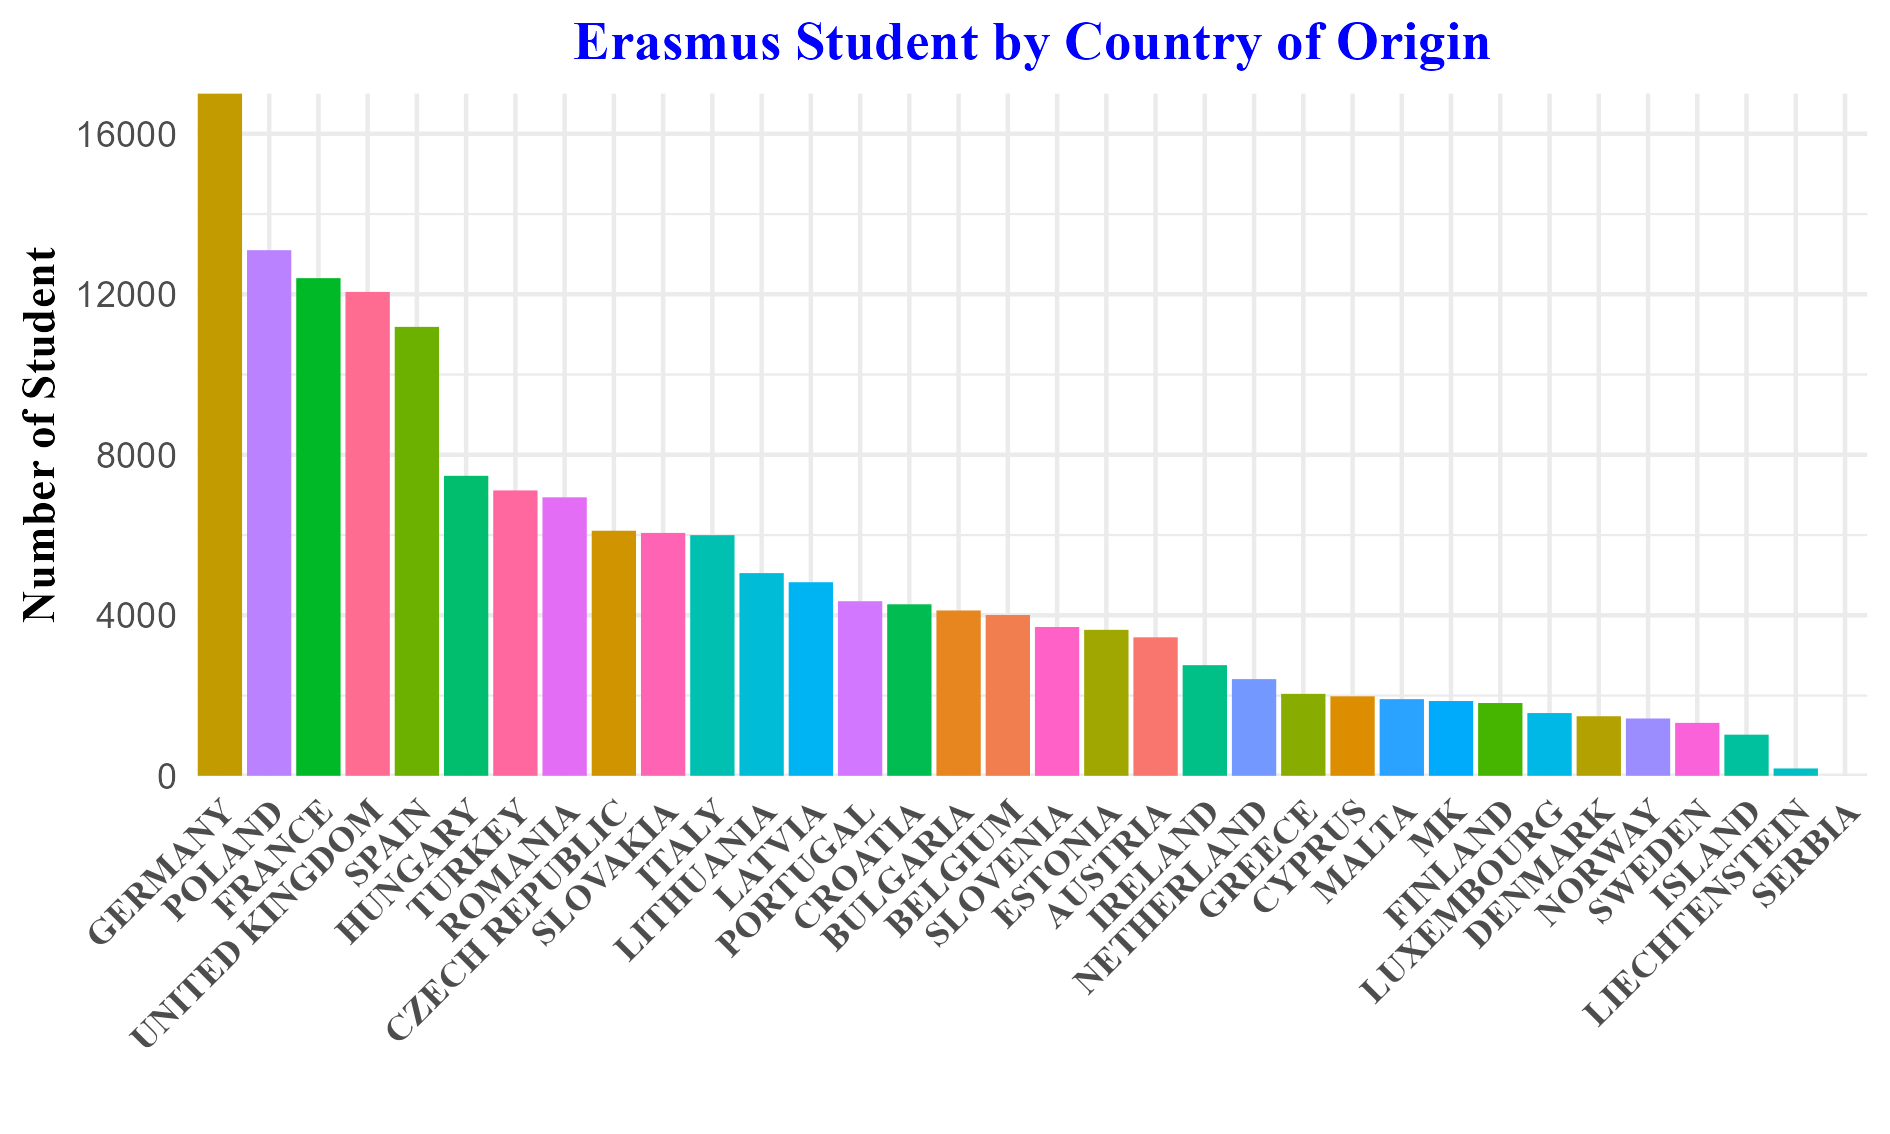 Erasmus Student by Country of Origin
Number of Student
16000
12000
8000
4000
0
GERMANY
POLAND
FRANCE
UNITED KINGDOM
SPAIN
HUNGARY
TURKEY
ROMANIA
CZECH REPUBLIC
SLOVAKIA
ITALY
LITHUANIA
LATVIA
PORTUGAL
CROATIA
BULGARIA
BELGIUM
SLOVENIA
ESTONIA
AUSTRIA
IRELAND
NETHERLAND
GREECE
CYPRUS
MALTA
MK
FINLAND
LUXEMBOURG
DENMARK
NORWAY
SWEDEN
ISLAND
LIECHTENSTEIN
SERBIA